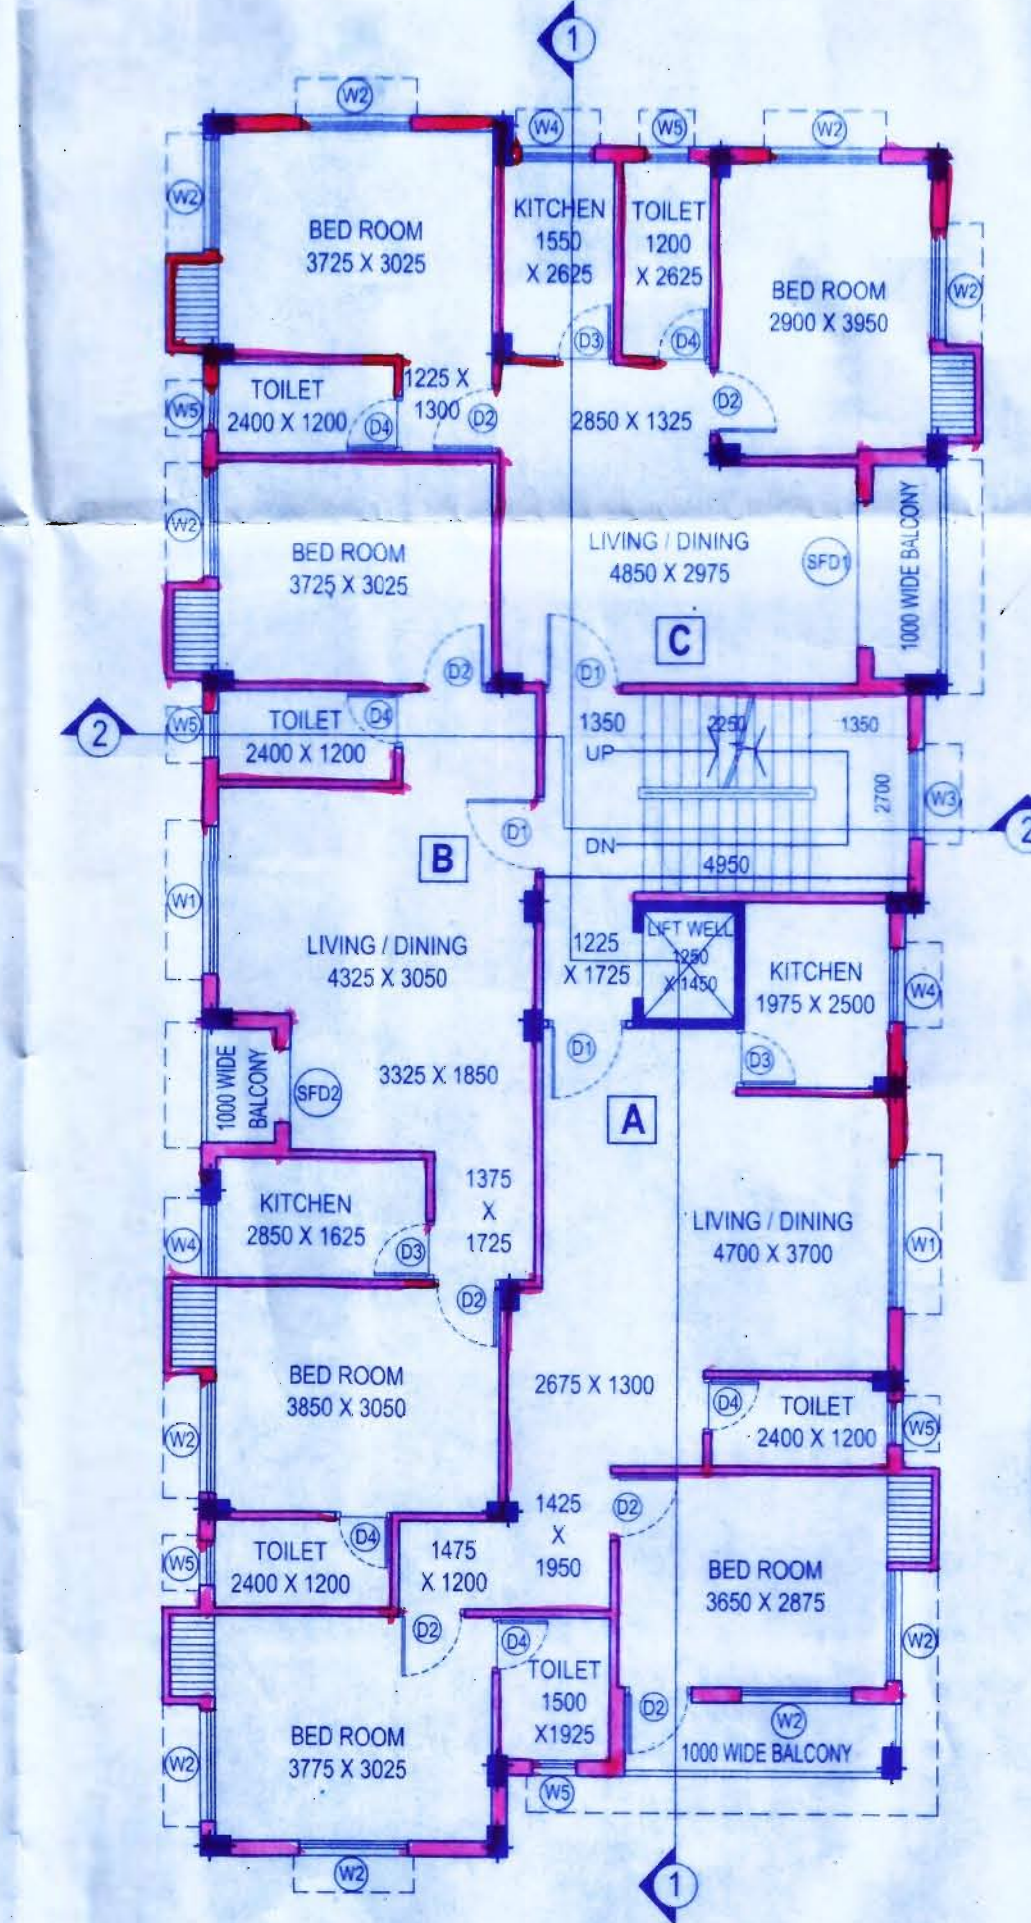 1
W2
W4
W5
W2
W2
BED ROOM
3725 X 3025
KITCHEN
1550
X 2625
TOILET
1200
X 2625
BED ROOM
2900 X 3950
W2
D3
D4
TOILET
2400 X 1200
W5
D4
1225 X
1300
D2
2850 X 1325
D2
W2
BED ROOM
3725 X 3025
LIVING / DINING
4850 X 2975
SFD1
1000 WIDE BALCONY
C
D2
D1
W5
TOILET
2400 X 1200
D4
2
1350
2250
1350
UP
2700
W3
2
D1
B
DN
4950
W1
LIVING / DINING
4325 X 3050
1225
X 1725
LIFT WELL
1250
X 1450
KITCHEN
1975 X 2500
W4
D1
D3
1000 WIDE
BALCONY
SFD2
3325 X 1850
A
KITCHEN
2850 X 1625
W4
D3
1375
X
1725
LIVING / DINING
4700 X 3700
W1
D2
BED ROOM
3850 X 3050
W2
2675 X 1300
D4
TOILET
2400 X 1200
W5
D2
W5
TOILET
2400 X 1200
D4
1475
X 1200
1425
X
1950
BED ROOM
3650 X 2875
D2
D4
W2
TOILET
1500
X1925
D2
W2
1000 WIDE BALCONY
BED ROOM
3775 X 3025
W2
W5
W2
1